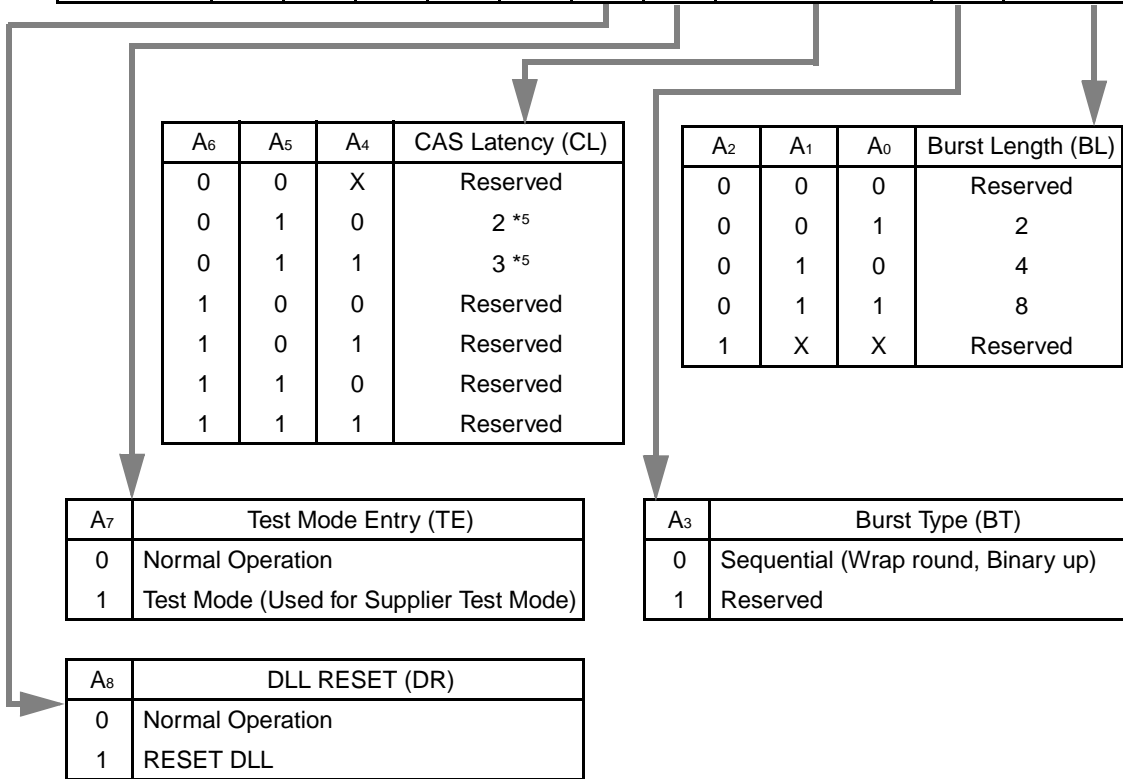 A6 A5 A4 CAS Latency (CL)
0 0 X Reserved
0 1 0 2 *5
0 1 1 3 *5
1 0 0 Reserved
1 0 1 Reserved
1 1 0 Reserved
1 1 1 Reserved
A2 A1 A0 Burst Length (BL)
0 0 0 Reserved
0 0 1 2
0 1 0 4
0 1 1 8
1 X X Reserved
A7 Test Mode Entry (TE)
0 Normal Operation
1 Test Mode (Used for Supplier Test Mode)
A3 Burst Type (BT)
0 Sequential (Wrap round, Binary up)
1 Reserved
A8 DLL RESET (DR)
0 Normal Operation
1 RESET DLL